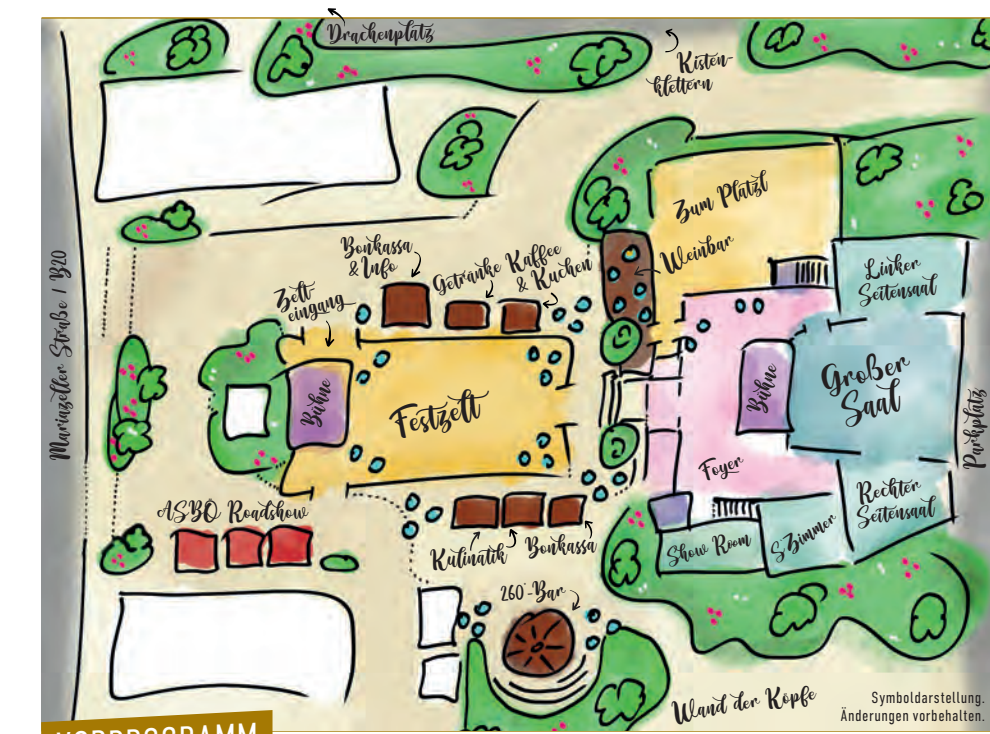 Drachenplatz
Kisten-
klettern
Zum Platzl
Bonkassa
& Info
Getränke
Kaffee
& Kuchen
Weinbar
Linker
Seitensaal
Zelt-
eingang
Mariazeller Straße / B20
Bühne
Festzelt
Bühne
Großer
Saal
Parkplatz
Foyer
Rechter
Seitensaal
ASBÖ Roadshow
Kulinatik
Bonkassa
Show Room
SZimmer
260°-Bar
Wand der Köpfe
Symboldarstellung.
Änderungen vorbehalten.